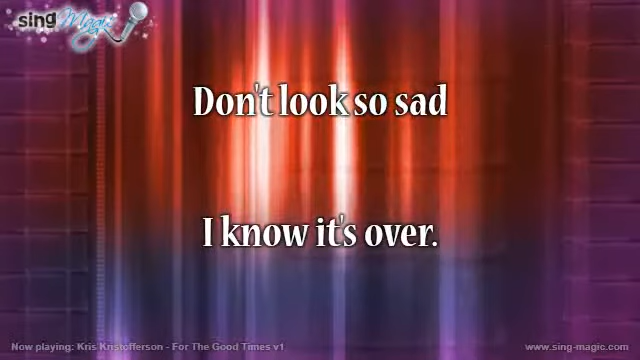 sing Magic
Don't look so sad
I know it's over.
Now playing: Kris Kristofferson - For The Good Times v1
www.sing-magic.com